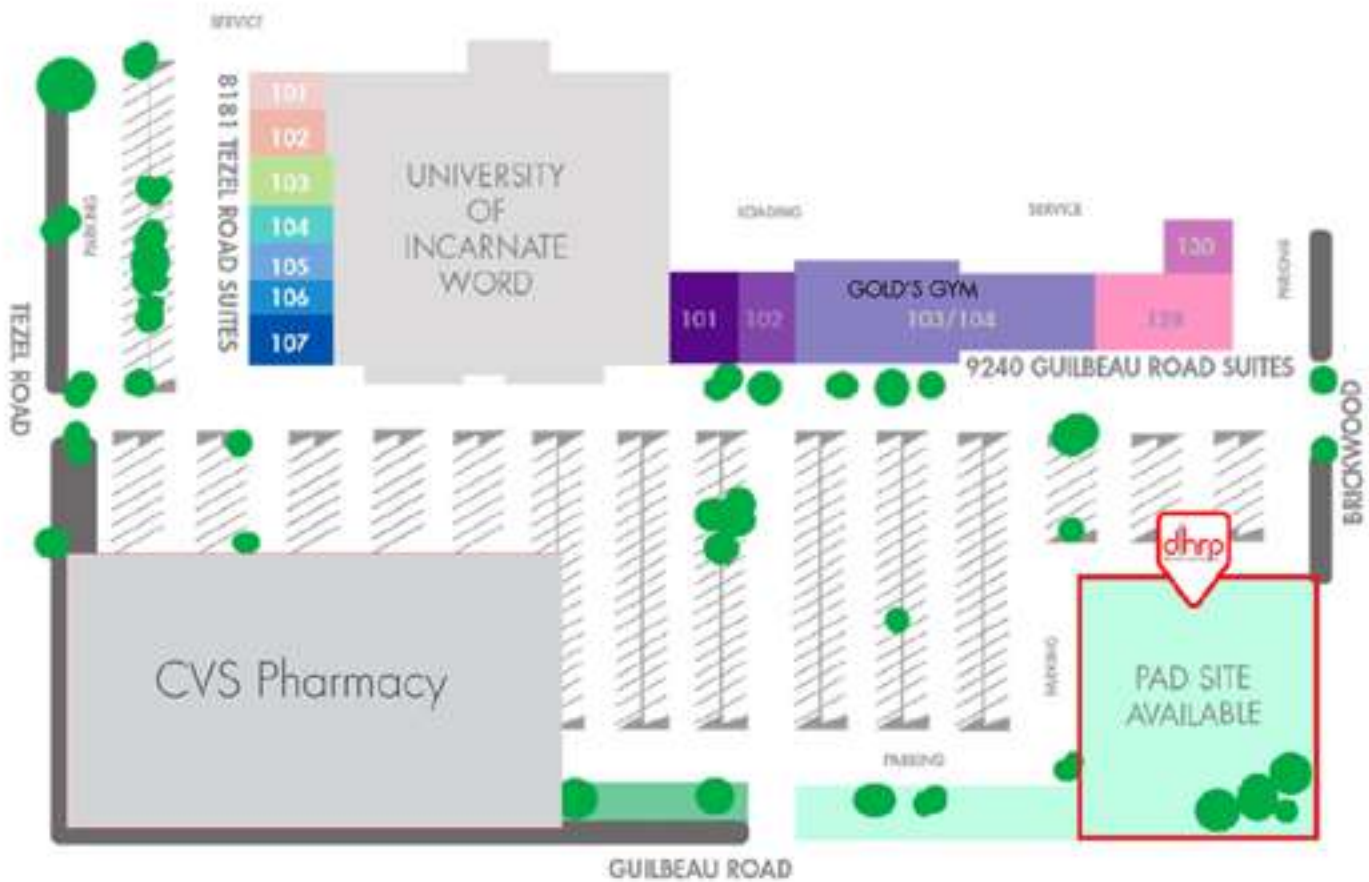 SERVICE
8181 TEZEL ROAD SUITES
101
102
103
104
105
106
107
UNIVERSITY
OF
INCARNATE
WORD
PARKING
TEZEL ROAD
LOADING
SERVICE
130
PARKING
101
102
GOLD'S GYM
103/104
129
9240 GUILBEAU ROAD SUITES
BRICKWOOD
dhrp
CVS Pharmacy
PARKING
PAD SITE
AVAILABLE
PARKING
GUILBEAU ROAD